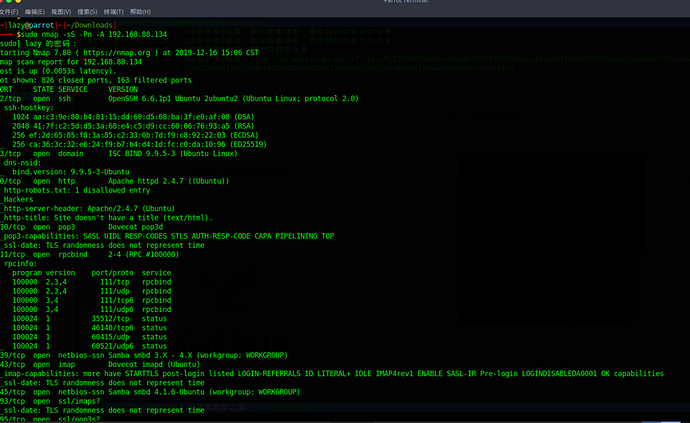 Parrot Terminal
文件(F) 编辑(E) 视图(V) 搜索(S) 终端(T) 帮助(H)
[lazy@parrot]─[~/Downloads]
$sudo nmap -sS -Pn -A 192.168.88.134
sudo] lazy 的密码：
tarting Nmap 7.80 ( https://nmap.org ) at 2019-12-16 15:06 CST
map scan report for 192.168.88.134
ost is up (0.0053s latency).
ot shown: 826 closed ports, 163 filtered ports
ORT STATE SERVICE VERSION
2/tcp open ssh OpenSSH 6.6.1p1 Ubuntu 2ubuntu2 (Ubuntu Linux; protocol 2.0)
ssh-hostkey:
1024 aa:c3:9e:80:b4:81:15:dd:60:d5:08:ba:3f:e0:af:08 (DSA)
2048 41:7f:c2:5d:d5:3a:68:e4:c5:d9:cc:60:06:76:93:a5 (RSA)
256 ef:2d:65:85:f8:3a:85:c2:33:0b:7d:f9:c8:92:22:03 (ECDSA)
_ 256 ca:36:3c:32:e6:24:f9:b7:b4:d4:1d:fc:c0:da:10:96 (ED25519)
3/tcp open domain ISC BIND 9.9.5-3 (Ubuntu Linux)
dns-nsid:
_ bind.version: 9.9.5-3-Ubuntu
0/tcp open http Apache httpd 2.4.7 ((Ubuntu))
http-robots.txt: 1 disallowed entry
_Hackers
_http-server-header: Apache/2.4.7 (Ubuntu)
_http-title: Site doesn't have a title (text/html).
10/tcp open pop3 Dovecot pop3d
_pop3-capabilities: SASL UIDL RESP-CODES STLS AUTH-RESP-CODE CAPA PIPELINING TOP
_ssl-date: TLS randomness does not represent time
11/tcp open rpcbind 2-4 (RPC #100000)
rpcinfo:
program version port/proto service
100000 2,3,4 111/tcp rpcbind
100000 2,3,4 111/udp rpcbind
100000 3,4 111/tcp6 rpcbind
100000 3,4 111/udp6 rpcbind
100024 1 35512/tcp status
100024 1 46140/tcp6 status
100024 1 60415/udp status
_ 100024 1 60521/udp6 status
39/tcp open netbios-ssn Samba smbd 3.X - 4.X (workgroup: WORKGROUP)
43/tcp open imap Dovecot imapd (Ubuntu)
_imap-capabilities: more have STARTTLS post-login listed LOGIN-REFERRALS ID LITERAL+ IDLE IMAP4rev1 ENABLE SASL-IR Pre-login LOGINDISABLEDA0001 OK capabilities
_ssl-date: TLS randomness does not represent time
45/tcp open netbios-ssn Samba smbd 4.1.6-Ubuntu (workgroup: WORKGROUP)
93/tcp open ssl/imaps?
_ssl-date: TLS randomness does not represent time
95/tcp open ssl/pop3s?